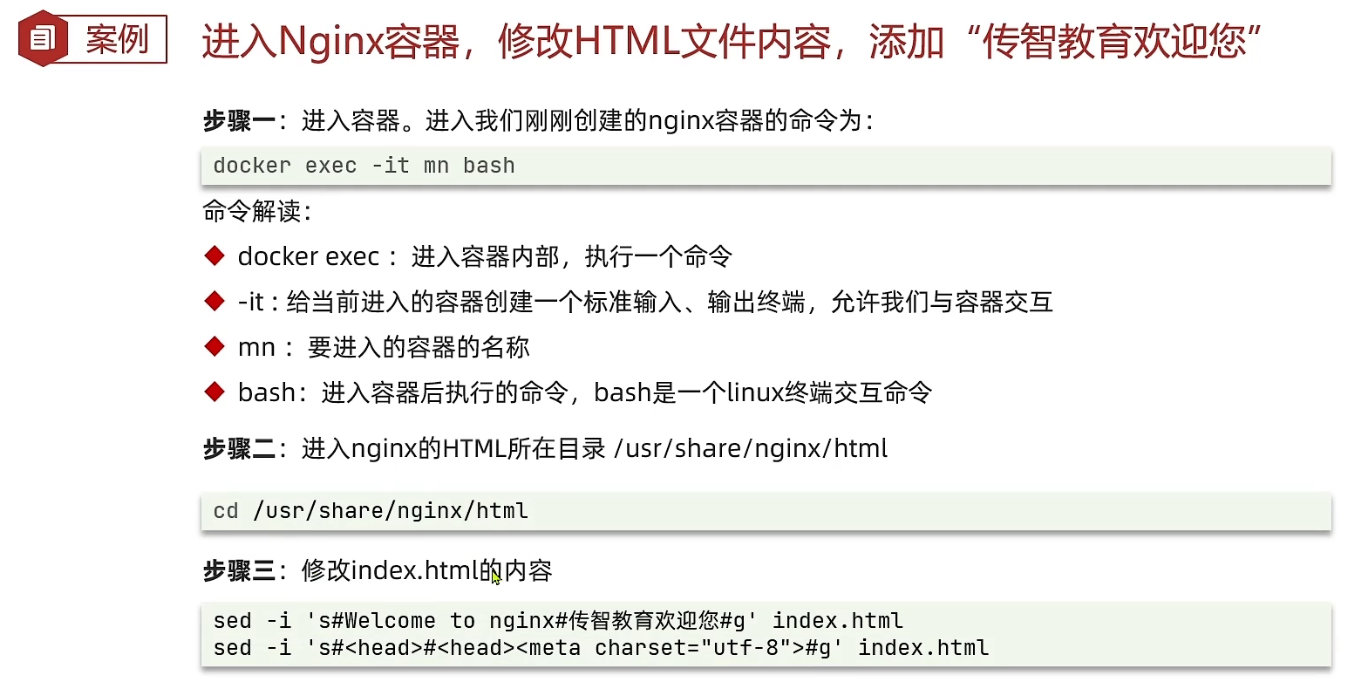 案例
进入Nginx容器，修改HTML文件内容，添加“传智教育欢迎您”
步骤一：进入容器。进入我们刚刚创建的nginx容器的命令为：
docker exec -it mn bash
命令解读：
docker exec ：进入容器内部，执行一个命令
-it : 给当前进入的容器创建一个标准输入、输出终端，允许我们与容器交互
mn ：要进入的容器的名称
bash：进入容器后执行的命令，bash是一个linux终端交互命令
步骤二：进入nginx的HTML所在目录 /usr/share/nginx/html
cd /usr/share/nginx/html
步骤三：修改index.html的内容
sed -i 's#Welcome to nginx#传智教育欢迎您#g' index.html
sed -i 's#<head>#<head><meta charset="utf-8">#g' index.html